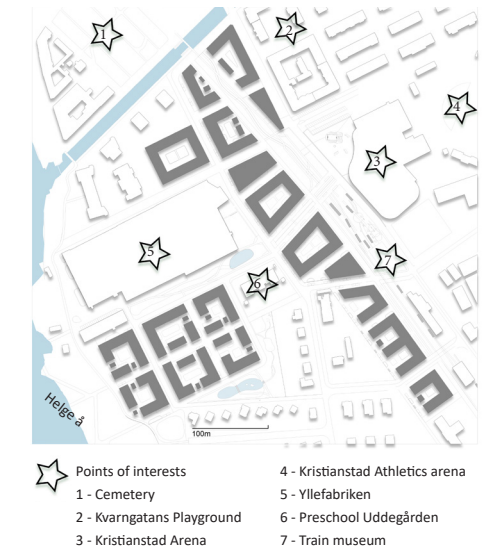 1
2
4
3
5
6
7
Helge å
100m
Points of interests
1 - Cemetery
2 - Kvarngatans Playground
3 - Kristianstad Arena
4 - Kristianstad Athletics arena
5 - Yllefabriken
6 - Preschool Uddegården
7 - Train museum